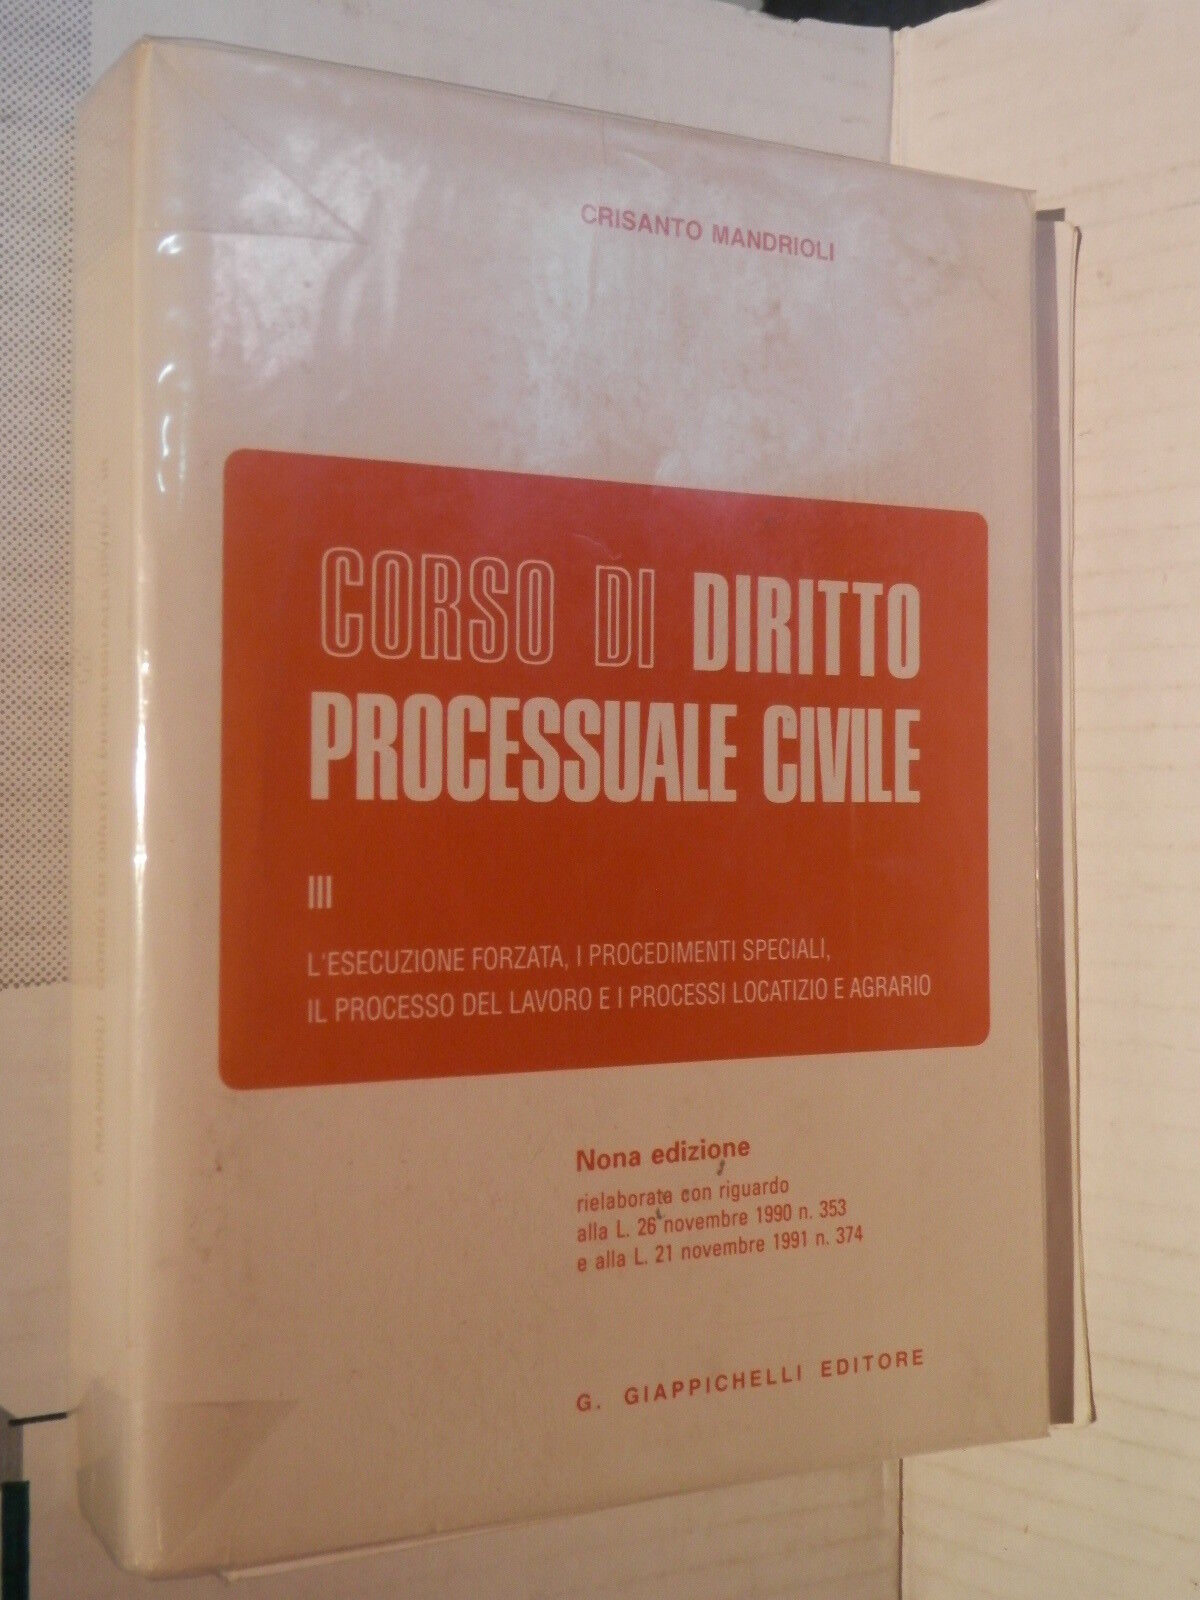 CRISANTO MANDRIOLI
CORSO DI DIRITTO
PROCESSUALE CIVILE
III
L'ESECUZIONE FORZATA, I PROCEDIMENTI SPECIALI,
IL PROCESSO DEL LAVORO E I PROCESSI LOCATIZIO E AGRARIO
Nona edizione
rielaborata con riguardo
alla L. 26 novembre 1990 n. 353
e alla L. 21 novembre 1991 n. 374
G. GIAPPICHELLI EDITORE